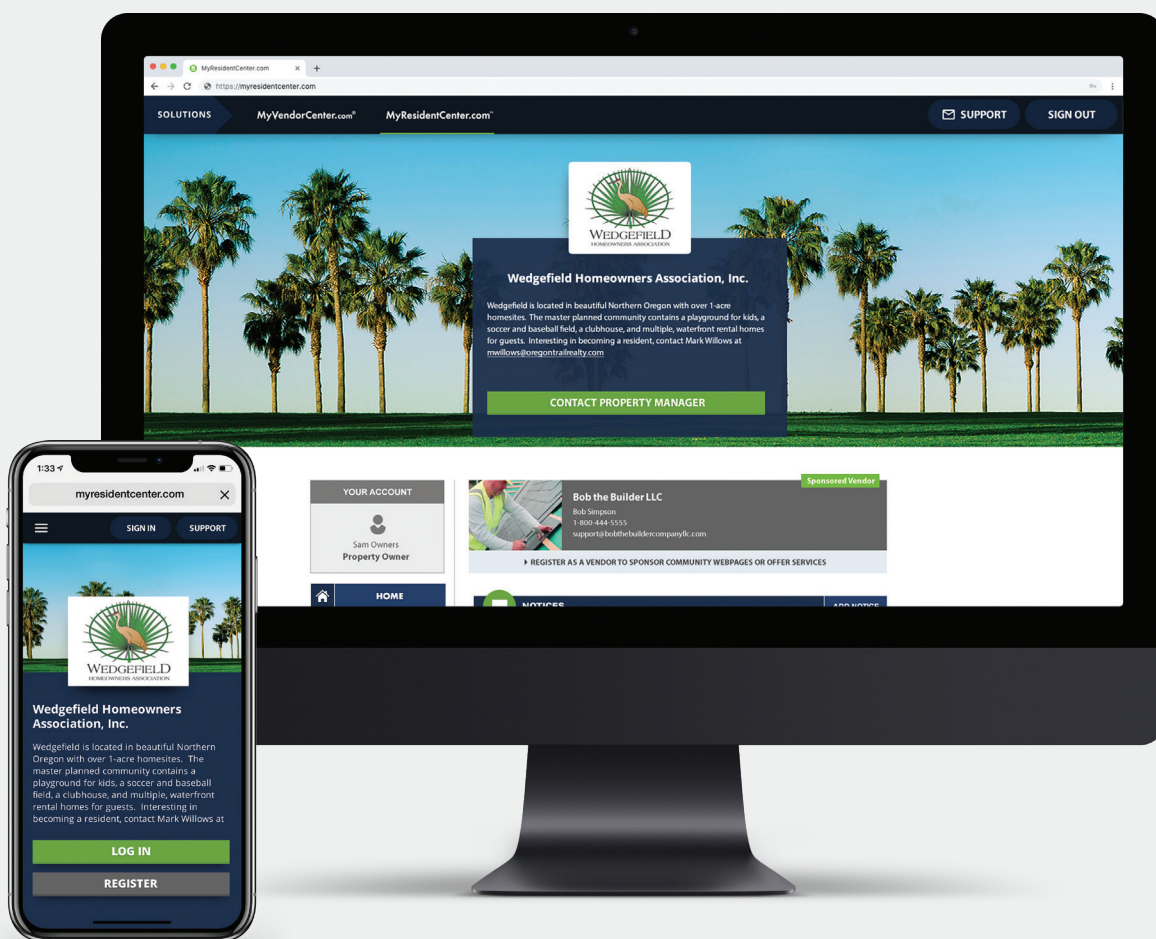 MyResidentCenter.com
https://myresidentcenter.com
SOLUTIONS
MyVendorCenter.com®
MyResidentCenter.com™
SUPPORT
SIGN OUT
WEDGEFIELD
HOMEOWNERS ASSOCIATION
Wedgefield Homeowners Association, Inc.
Wedgefield is located in beautiful Northern Oregon with over 1-acre
homesites. The master planned community contains a playground for kids, a
soccer and baseball field, a clubhouse, and multiple, waterfront rental homes
for guests. Interesting in becoming a resident, contact Mark Willows at
mwillows@oregontrailrealty.com
CONTACT PROPERTY MANAGER
YOUR ACCOUNT
Sam Owners
Property Owner
HOME
Sponsored Vendor
Bob the Builder LLC
Bob Simpson
1-800-444-5555
support@bobthebuildercompanyllc.com
REGISTER AS A VENDOR TO SPONSOR COMMUNITY WEBPAGES OR OFFER SERVICES
NOTICES
ADD NOTICE
1:33
myresidentcenter.com
SIGN IN
SUPPORT
WEDGEFIELD
HOMEOWNERS ASSOCIATION
Wedgefield Homeowners
Association, Inc.
Wedgefield is located in beautiful Northern
Oregon with over 1-acre homesites. The
master planned community contains a
playground for kids, a soccer and baseball
field, a clubhouse, and multiple, waterfront
rental homes for guests. Interesting in
becoming a resident, contact Mark Willows at
LOG IN
REGISTER